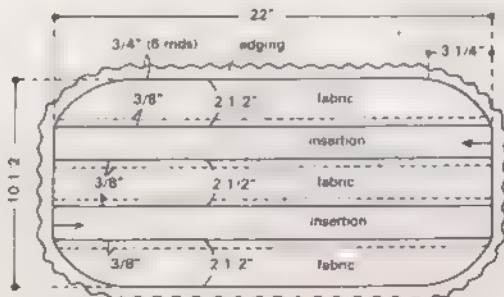 22"
3/4" (6 rnds) edging 3 1/4"
3/8" 2 1 2" fabric
insertion
10 1 2
3/8" 2 1/2" fabric
insertion
3/8" 2 1 2" fabric